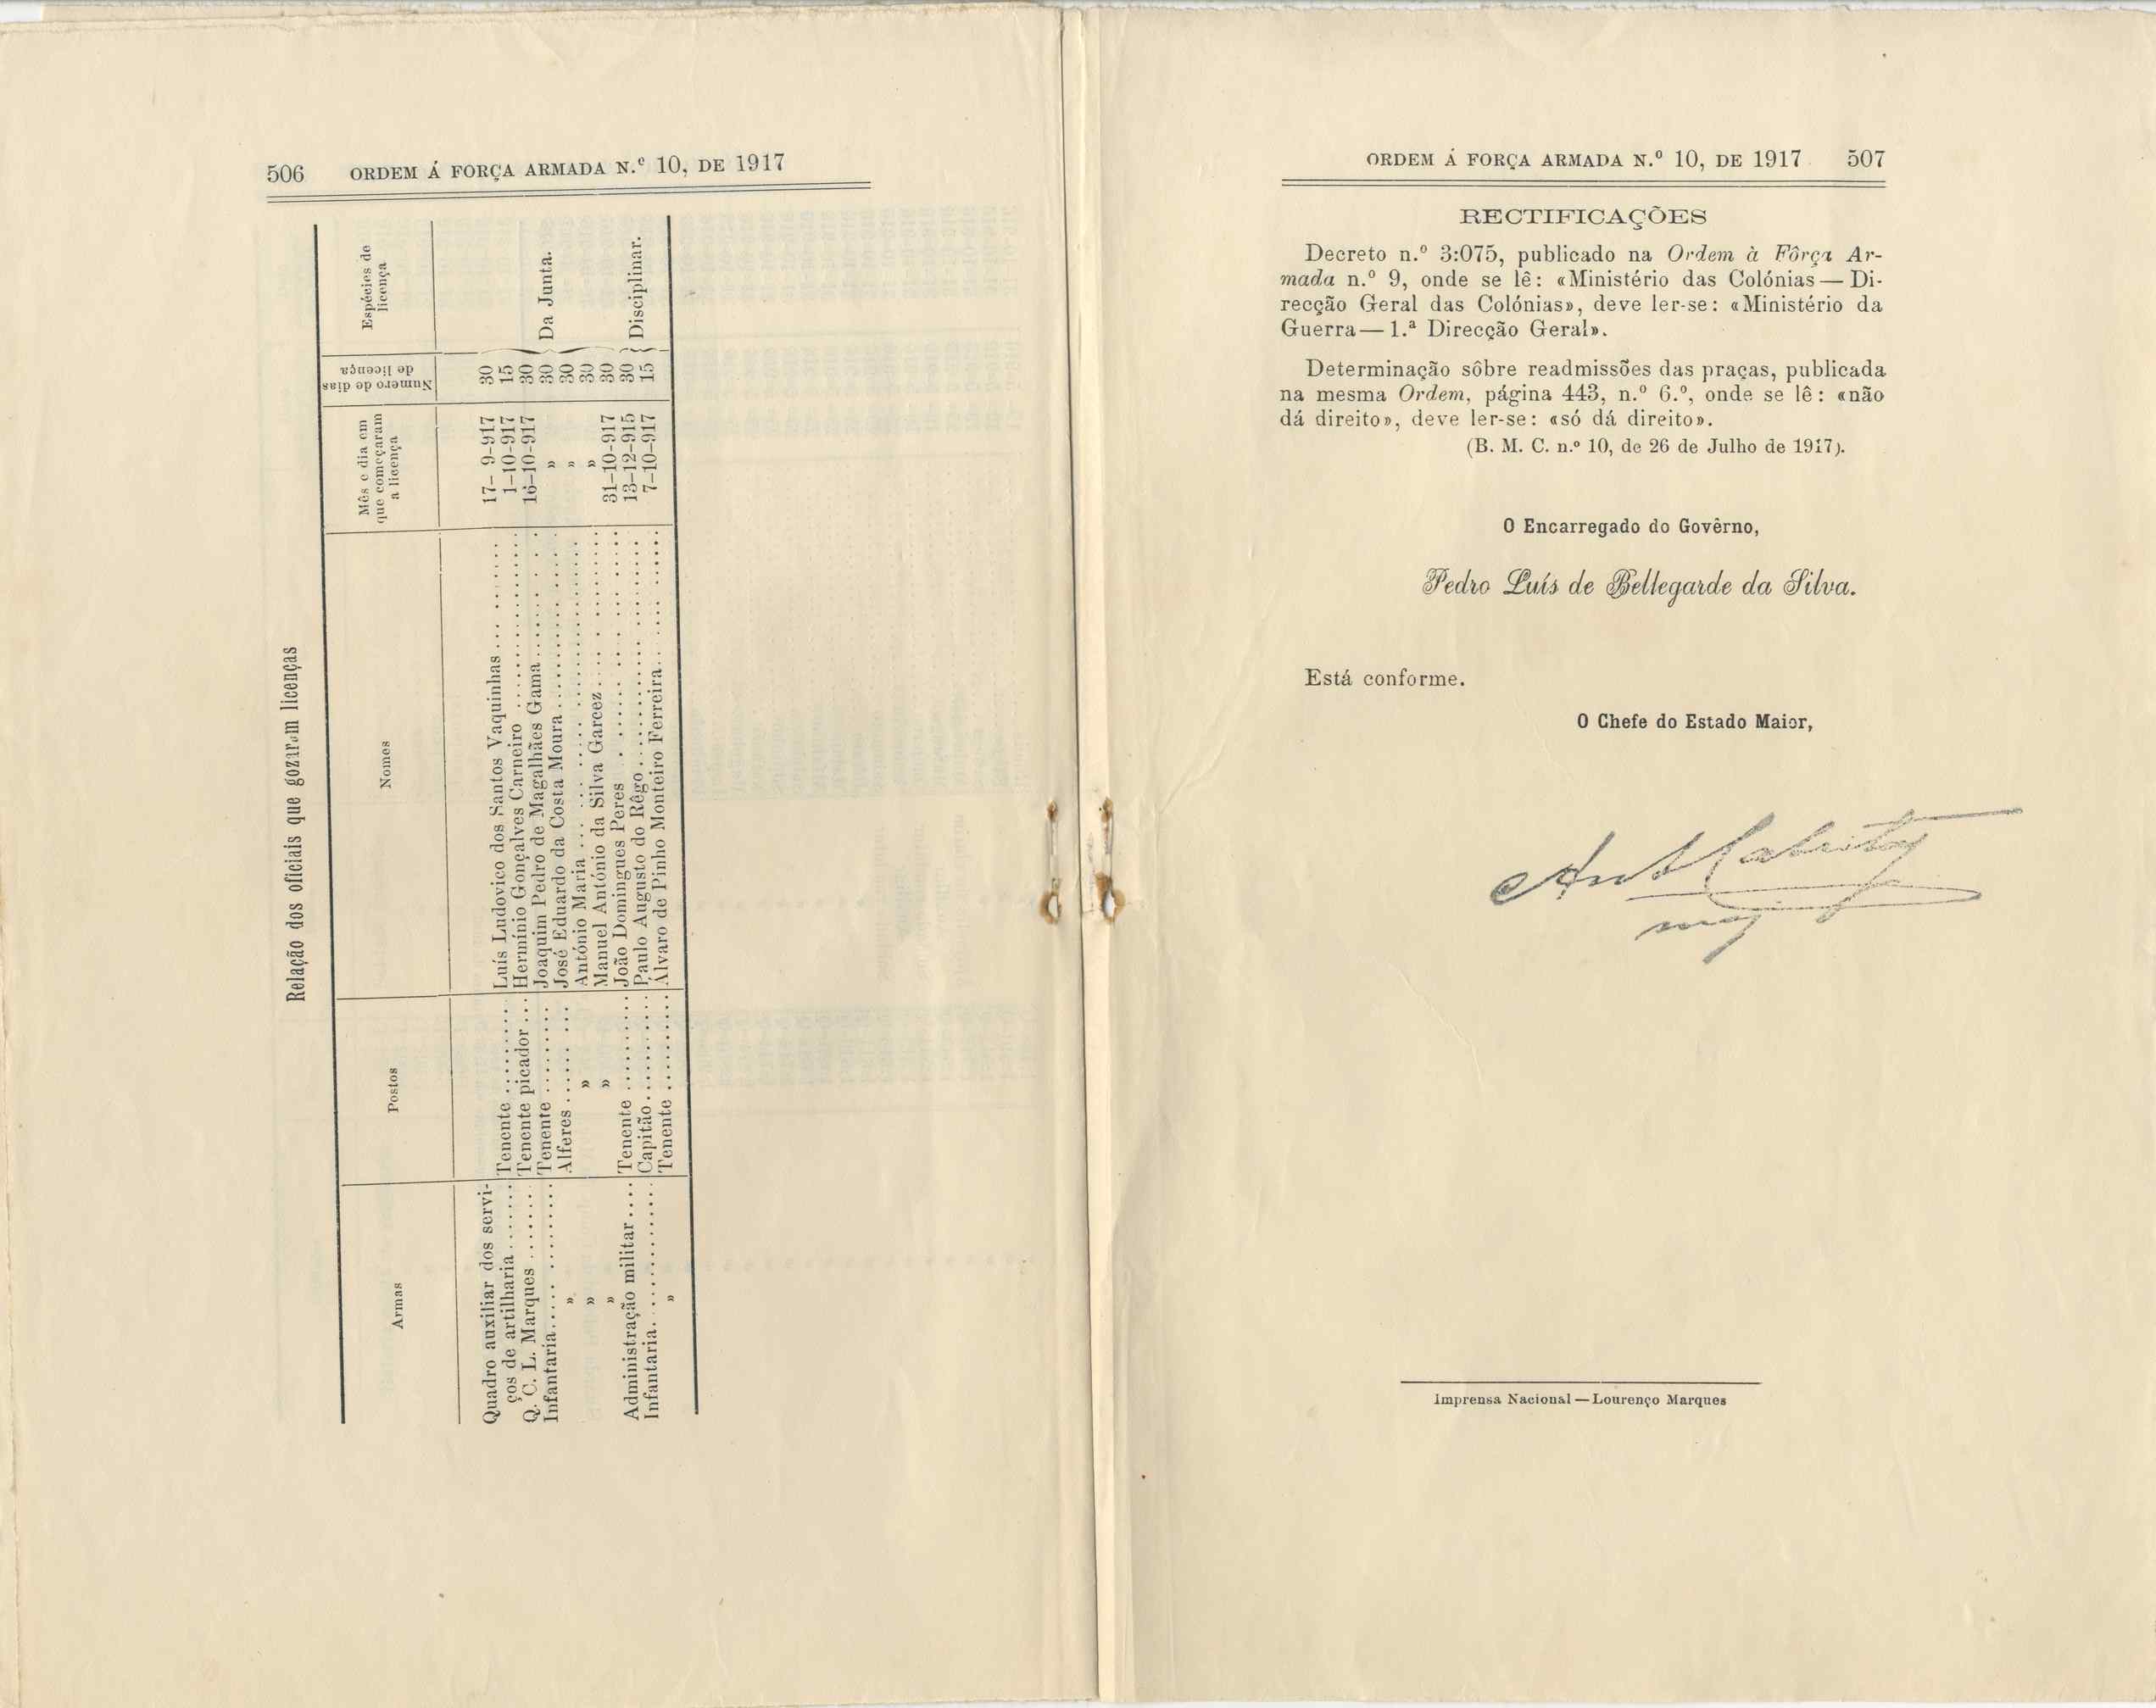 506 ORDEM Á FORÇA ARMADA N.º 10, DE 1917
Relação dos oficiais que gozaram licenças
Armas Postos Nomes Mês e dia em que começaram a licença Numero de dias de licença Espécies de licença
Quadro auxiliar dos servi-
ços de artilharia ....... Tenente ......... Luís Ludovico dos Santos Vaquinhas ......... 17– 9–917 30
Q. C. L. Marques ....... Tenente picador ... Hermínio Gonçalves Carneiro ......... 1–10–917 15
Infantaria......... Tenente ......... Joaquim Pedro de Magalhães Gama......... 16–10–917 30
» Alferes ......... José Eduardo da Costa Moura......... » 30 Da Junta.
» » António Maria ......... » 30
» » Manuel António da Silva Garcez......... » 30
Administração militar.... Tenente ......... João Domingues Peres ......... 31–10–917 30
Infantaria......... Capitão......... Paulo Augusto do Rêgo......... 13–12–915 30 Disciplinar.
» Tenente ......... Álvaro de Pinho Monteiro Ferreira......... 7–10–917 15
ORDEM Á FORÇA ARMADA N.º 10, DE 1917 507
RECTIFICAÇÕES
Decreto n.º 3:075, publicado na Ordem à Fôrça Ar-
mada n.º 9, onde se lê: «Ministério das Colónias — Di-
recção Geral das Colónias», deve ler-se: «Ministério da
Guerra — 1.ª Direcção Geral».
Determinação sôbre readmissões das praças, publicada
na mesma Ordem, página 443, n.º 6.º, onde se lê: «não
dá direito», deve ler-se: «só dá direito».
(B. M. C. n.º 10, de 26 de Julho de 1917).
O Encarregado do Govêrno,
Pedro Luís de Bellegarde da Silva.
Está conforme.
O Chefe do Estado Maior,
Imprensa Nacional — Lourenço Marques